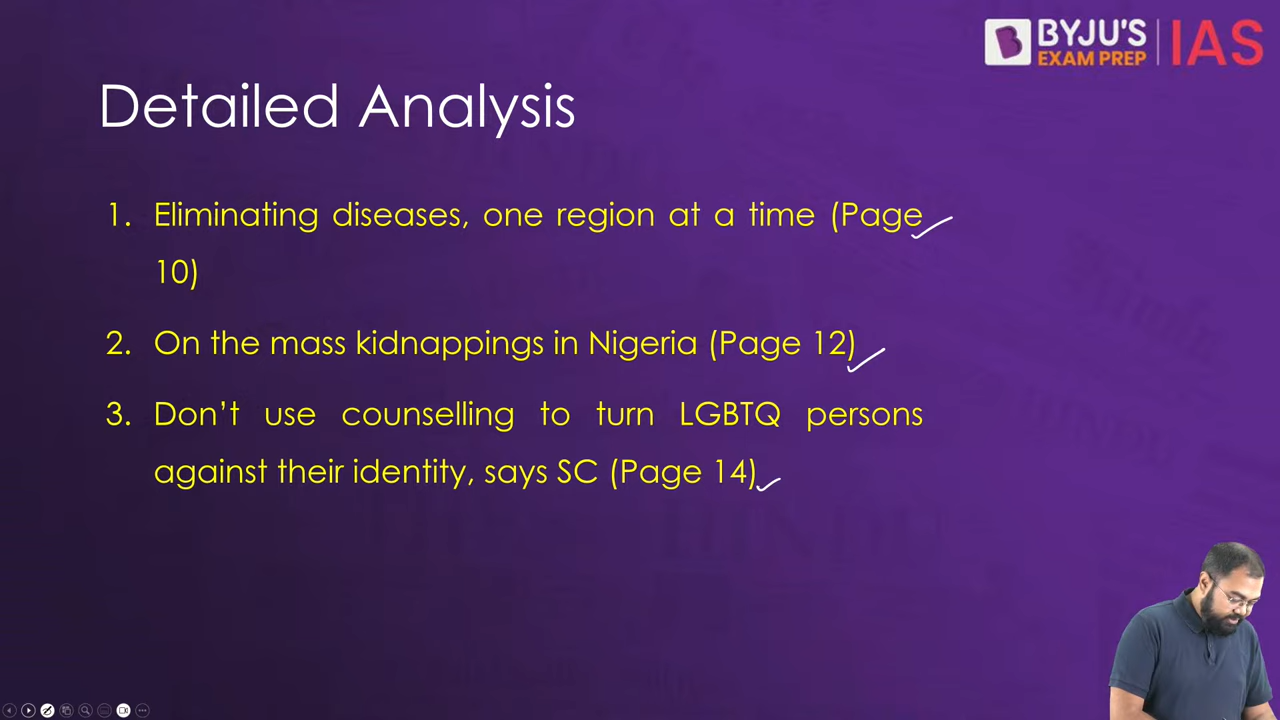 BYJU'S
EXAM PREP
IAS
Detailed Analysis
1. Eliminating diseases, one region at a time (Page
10)
2. On the mass kidnappings in Nigeria (Page 12)
3. Don’t use counselling to turn LGBTQ persons
against their identity, says SC (Page 14)